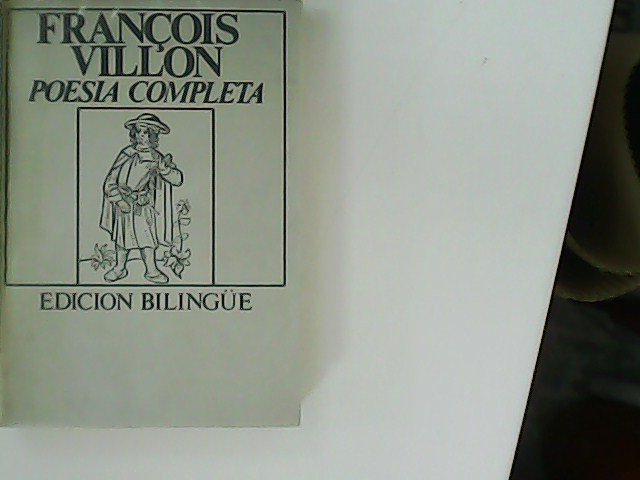 FRANÇOIS
VILLON
POESIA COMPLETA
EDICION BILINGÜE